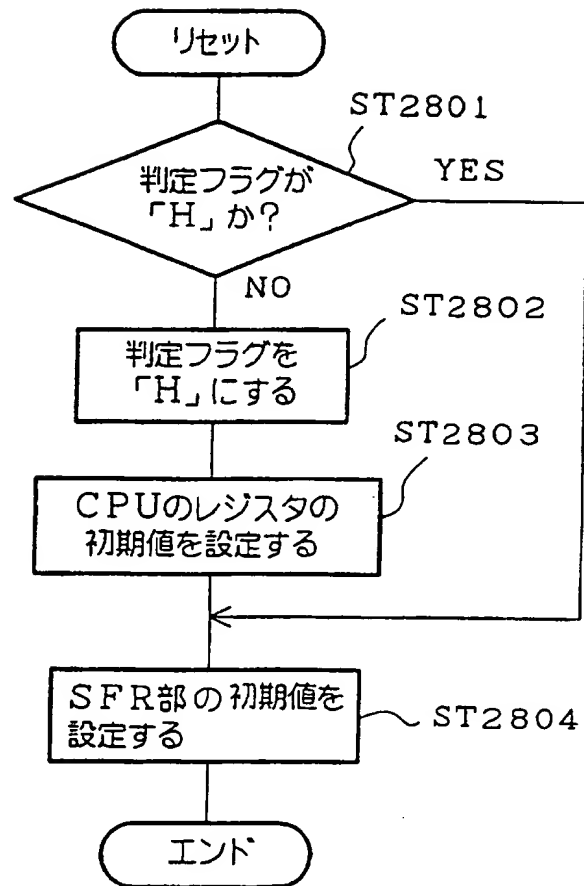 リセット
ST2801
判定フラグが
「H」か?
YES
NO
ST2802
判定フラグを
「H」にする
ST2803
CPUのレジスタの
初期値を設定する
SFR部の初期値を
設定する
ST2804
エンド